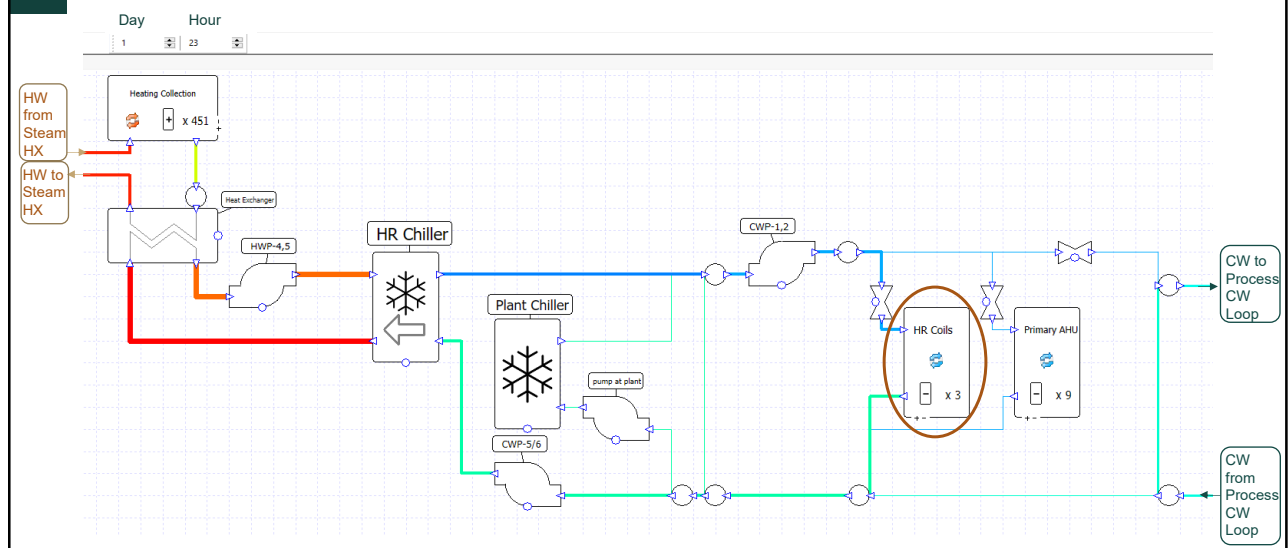 Day
Hour
1
23
HW
from
Steam
HX
HW to
Steam
HX
Heating Collection
+
x 451
+
Heat Exchanger
HWP-4,5
HR Chiller
Plant Chiller
pump at plant
CWP-5/6
CWP-1,2
HR Coils
−
x 3
+ −
Primary AHU
−
x 9
+ −
CW to
Process
CW
Loop
CW
from
Process
CW
Loop